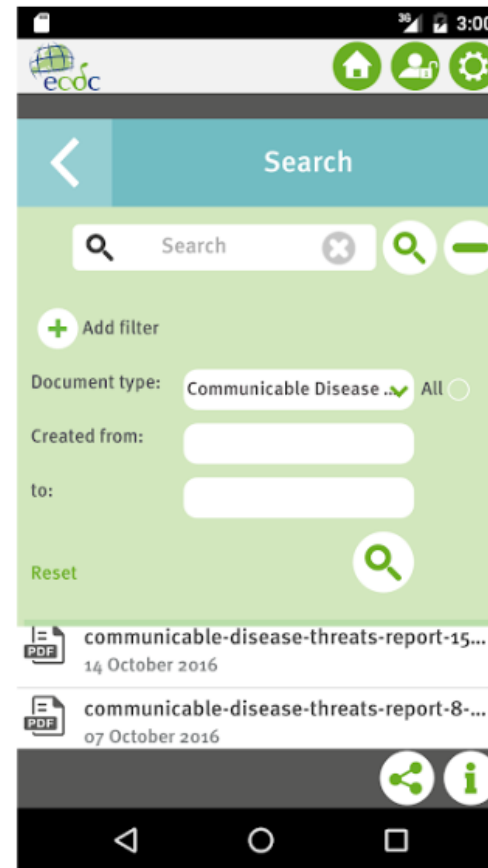 3G 3:00
ecdc
Search
Search
Add filter
Document type: Communicable Disease ... All
Created from:
to:
Reset
PDF communicable-disease-threats-report-15...
14 October 2016
PDF communicable-disease-threats-report-8-...
07 October 2016
i